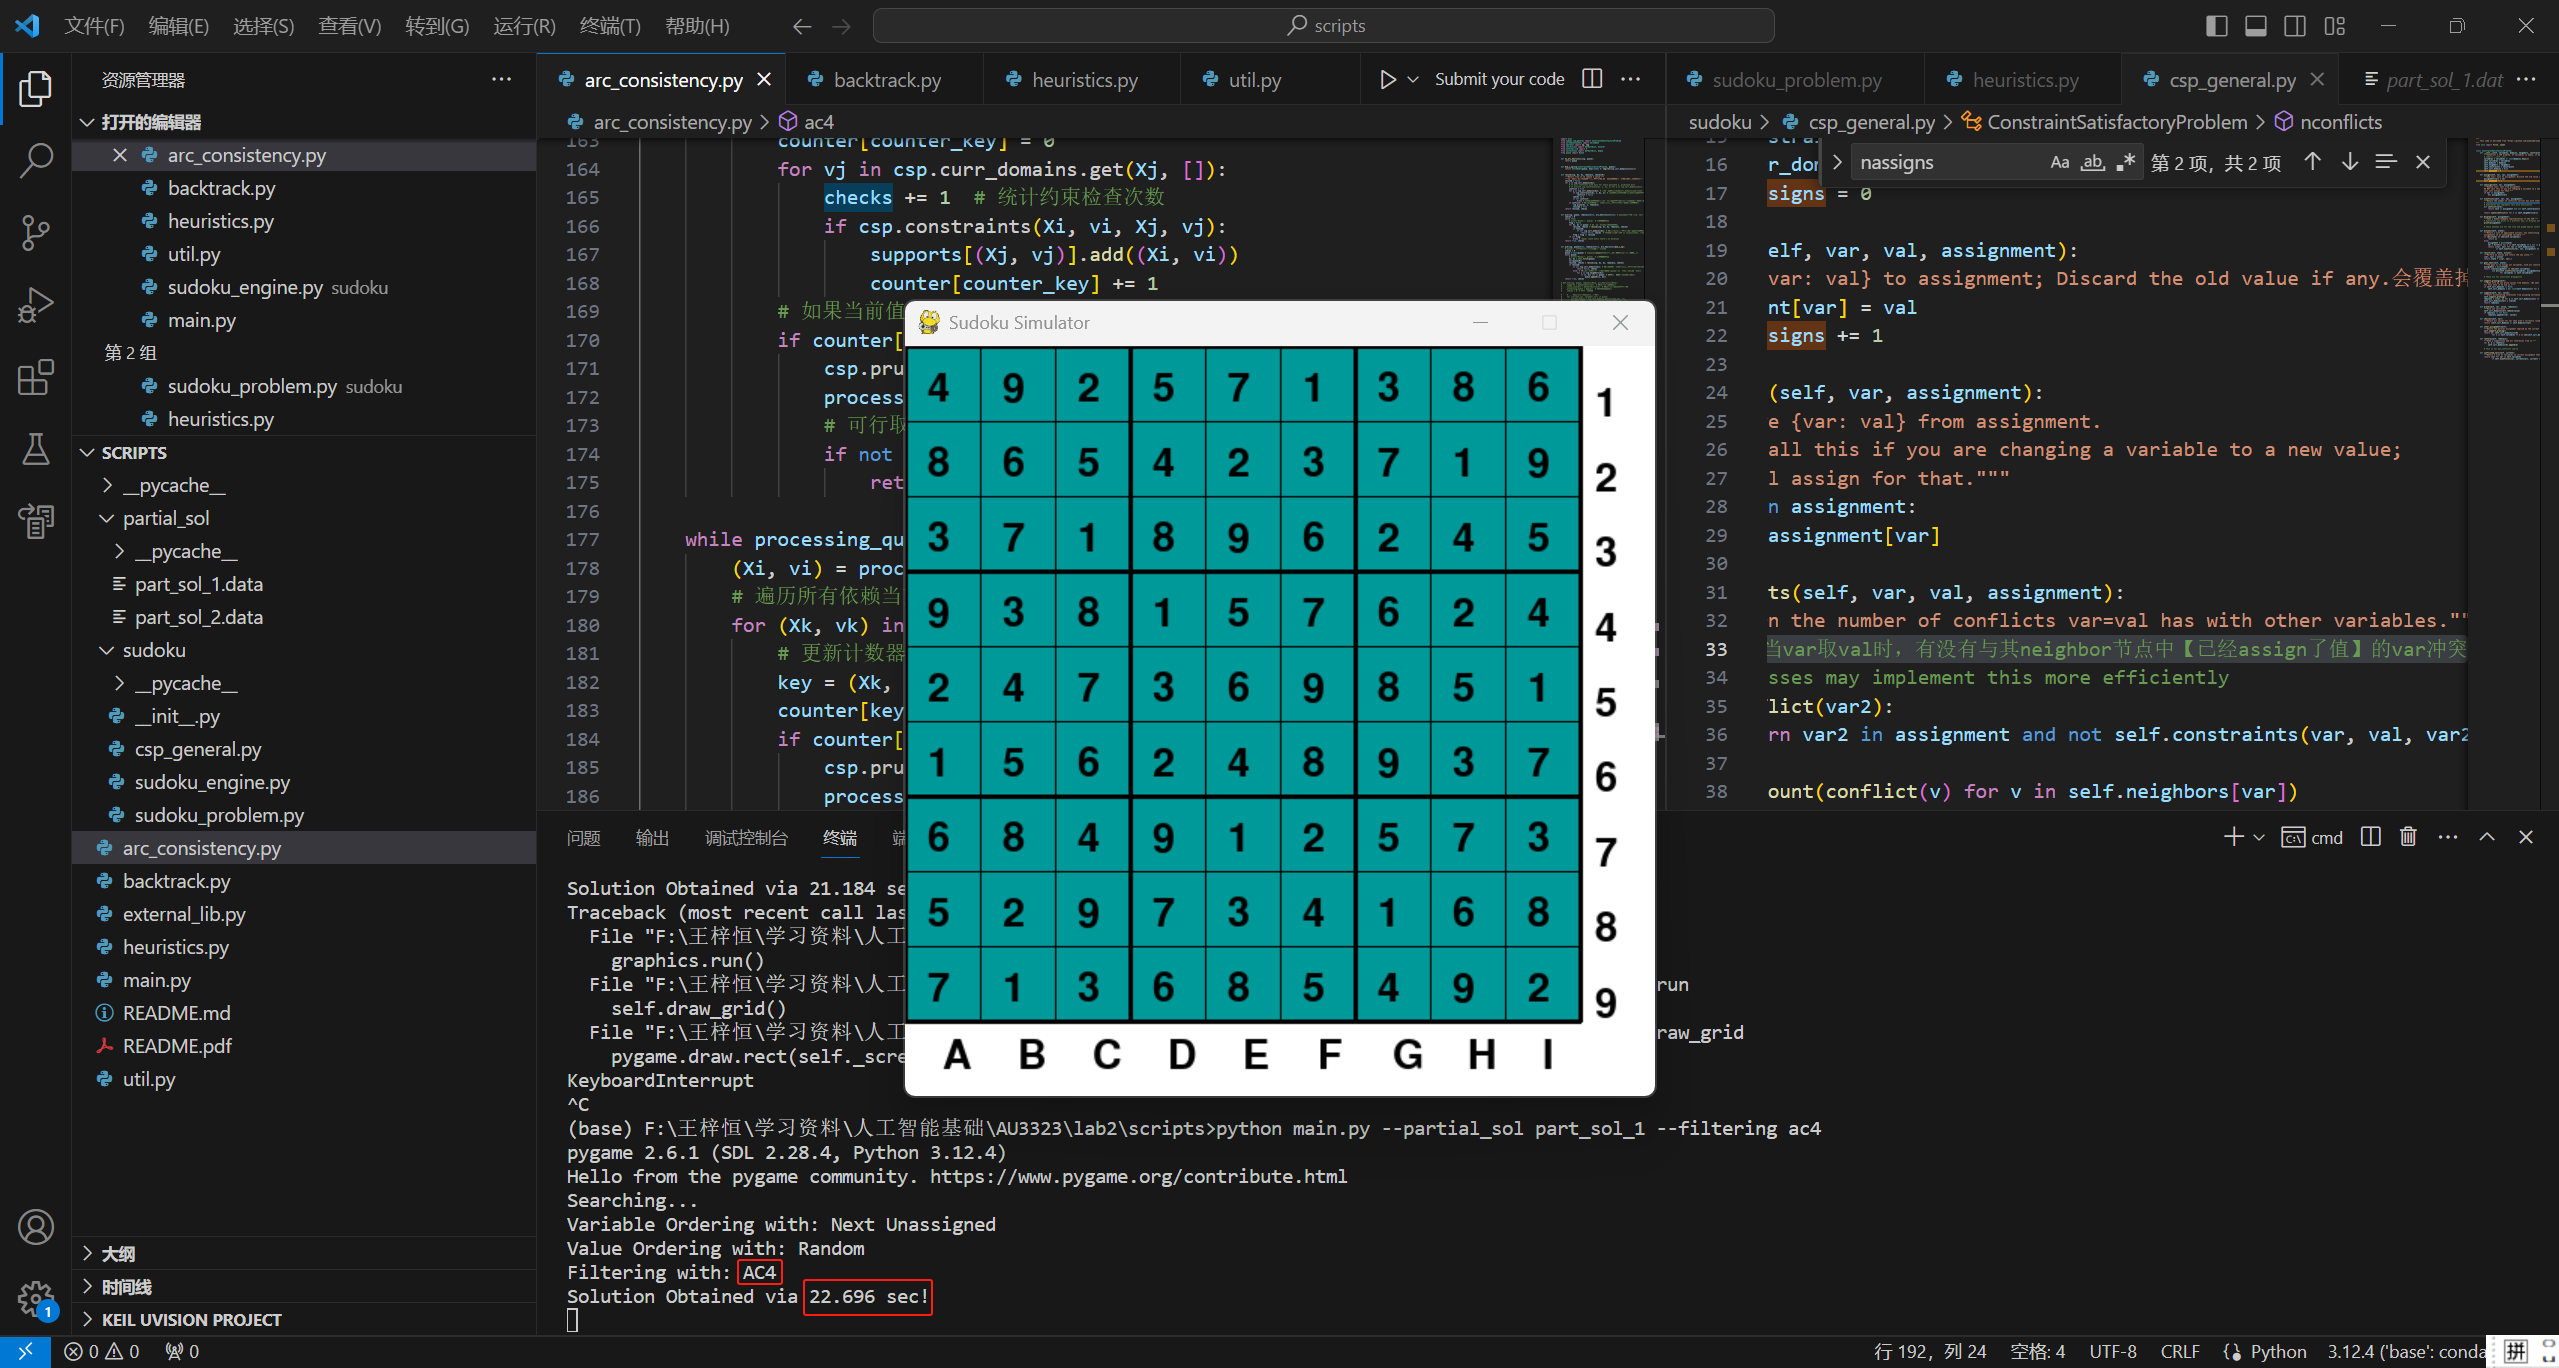 文件(F) 编辑(E) 选择(S) 查看(V) 转到(G) 运行(R) 终端(T) 帮助(H)
scripts
资源管理器
打开的编辑器
arc_consistency.py
backtrack.py
heuristics.py
util.py
sudoku_engine.py sudoku
main.py
第 2 组
sudoku_problem.py sudoku
heuristics.py
SCRIPTS
__pycache__
partial_sol
__pycache__
part_sol_1.data
part_sol_2.data
sudoku
__pycache__
__init__.py
csp_general.py
sudoku_engine.py
sudoku_problem.py
arc_consistency.py
backtrack.py
external_lib.py
heuristics.py
main.py
README.md
README.pdf
util.py
大纲
时间线
KEIL UVISION PROJECT
1
arc_consistency.py backtrack.py heuristics.py util.py Submit your code
arc_consistency.py > ac4
163 counter[counter_key] = 0
164 for vj in csp.curr_domains.get(Xj, []):
165 checks += 1 # 统计约束检查次数
166 if csp.constraints(Xi, vi, Xj, vj):
167 supports[(Xj, vj)].add((Xi, vi))
168 counter[counter_key] += 1
169 # 如果当前值
170 if counter[
171 csp.pru
172 process
173 # 可行取
174 if not
175 ret
176
177 while processing_qu
178 (Xi, vi) = proc
179 # 遍历所有依赖当
180 for (Xk, vk) in
181 # 更新计数器
182 key = (Xk,
183 counter[key
184 if counter[
185 csp.pru
186 process
sudoku_problem.py heuristics.py csp_general.py part_sol_1.dat
sudoku > csp_general.py > ConstraintSatisfactoryProblem > nconflicts
nassigns Aa ab 第 2 项，共 2 项
16 r_do
17 signs = 0
18
19 elf, var, val, assignment):
20 var: val} to assignment; Discard the old value if any.会覆盖掉
21 nt[var] = val
22 signs += 1
23
24 (self, var, assignment):
25 e {var: val} from assignment.
26 all this if you are changing a variable to a new value;
27 l assign for that."""
28 n assignment:
29 assignment[var]
30
31 ts(self, var, val, assignment):
32 n the number of conflicts var=val has with other variables.""
33 当var取val时，有没有与其neighbor节点中【已经assign了值】的var冲突
34 sses may implement this more efficiently
35 lict(var2):
36 rn var2 in assignment and not self.constraints(var, val, var2
37
38 ount(conflict(v) for v in self.neighbors[var])
Sudoku Simulator
4 9 2 5 7 1 3 8 6 1
8 6 5 4 2 3 7 1 9 2
3 7 1 8 9 6 2 4 5 3
9 3 8 1 5 7 6 2 4 4
2 4 7 3 6 9 8 5 1 5
1 5 6 2 4 8 9 3 7 6
6 8 4 9 1 2 5 7 3 7
5 2 9 7 3 4 1 6 8 8
7 1 3 6 8 5 4 9 2 9
A B C D E F G H I
问题 输出 调试控制台 终端 端 cmd
Solution Obtained via 21.184 se
Traceback (most recent call las
File "F:\王梓恒\学习资料\人工
graphics.run()
File "F:\王梓恒\学习资料\人工 run
self.draw_grid()
File "F:\王梓恒\学习资料\人工 raw_grid
pygame.draw.rect(self._scre
KeyboardInterrupt
^C
(base) F:\王梓恒\学习资料\人工智能基础\AU3323\lab2\scripts>python main.py --partial_sol part_sol_1 --filtering ac4
pygame 2.6.1 (SDL 2.28.4, Python 3.12.4)
Hello from the pygame community. https://www.pygame.org/contribute.html
Searching...
Variable Ordering with: Next Unassigned
Value Ordering with: Random
Filtering with: AC4
Solution Obtained via 22.696 sec!
0 0 0 行 192，列 24 空格: 4 UTF-8 CRLF Python 3.12.4 ('base': conda 拼